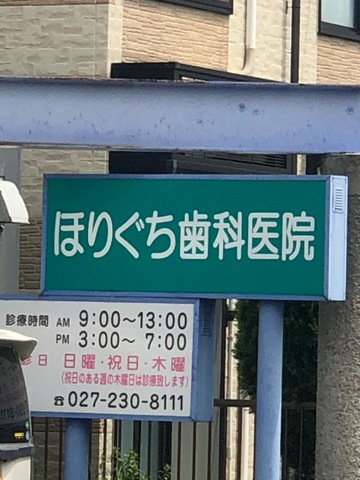 ほりぐち歯科医院
診療時間 AM 9:00～13:00
PM 3:00～ 7:00
日 日曜・祝日・木曜
(祝日のある週の木曜日は診療致します)
☎027-230-8111